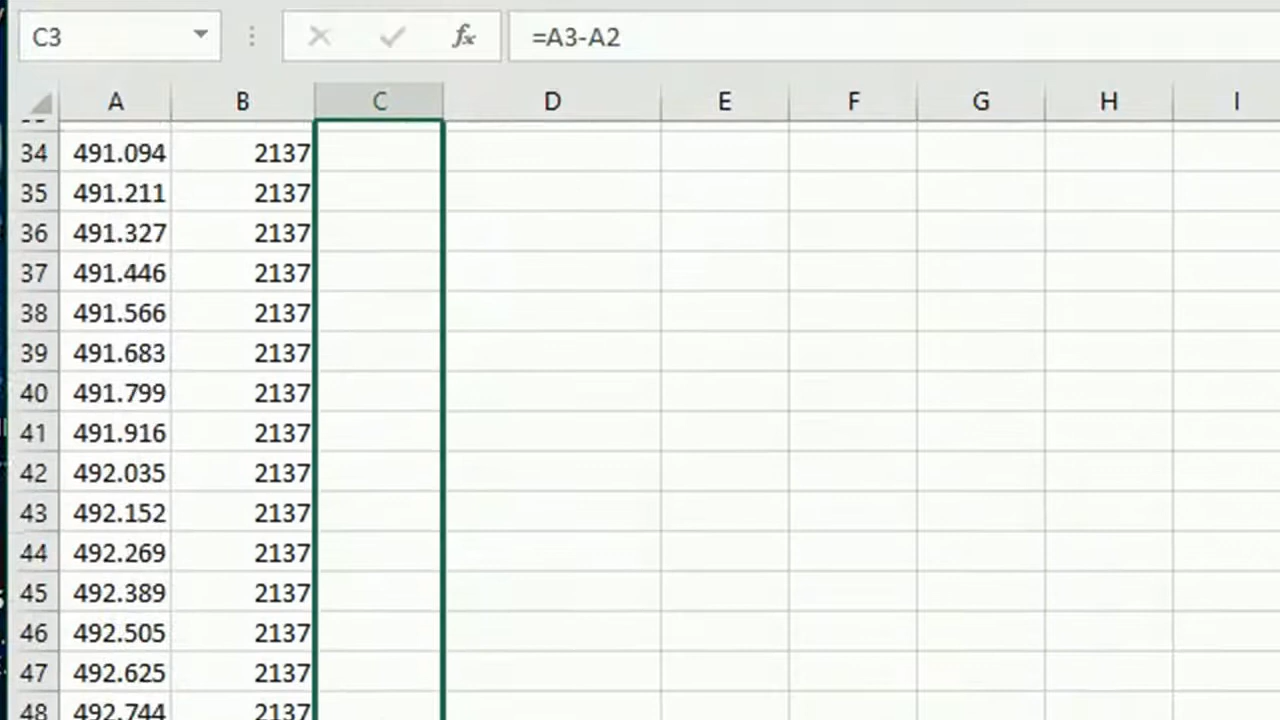 C3 fx =A3-A2
A B C D E F G H I
34 491.094 2137
35 491.211 2137
36 491.327 2137
37 491.446 2137
38 491.566 2137
39 491.683 2137
40 491.799 2137
41 491.916 2137
42 492.035 2137
43 492.152 2137
44 492.269 2137
45 492.389 2137
46 492.505 2137
47 492.625 2137
48 492.744 2137